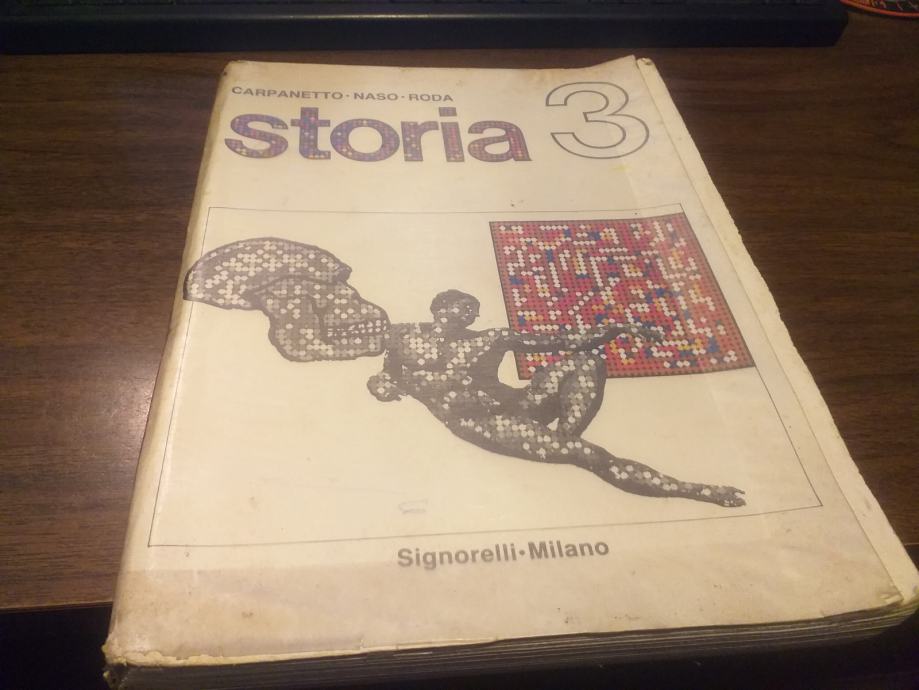 CARPANETTO·NASO·RODA
storia 3
Signorelli·Milano